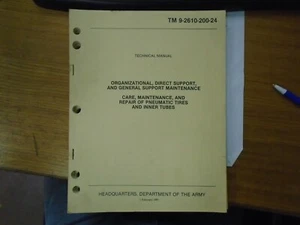 TM 9-2610-200-24
TECHNICAL MANUAL
ORGANIZATIONAL, DIRECT SUPPORT,
AND GENERAL SUPPORT MAINTENANCE
CARE, MAINTENANCE, AND
REPAIR OF PNEUMATIC TIRES
AND INNER TUBES
HEADQUARTERS, DEPARTMENT OF THE ARMY